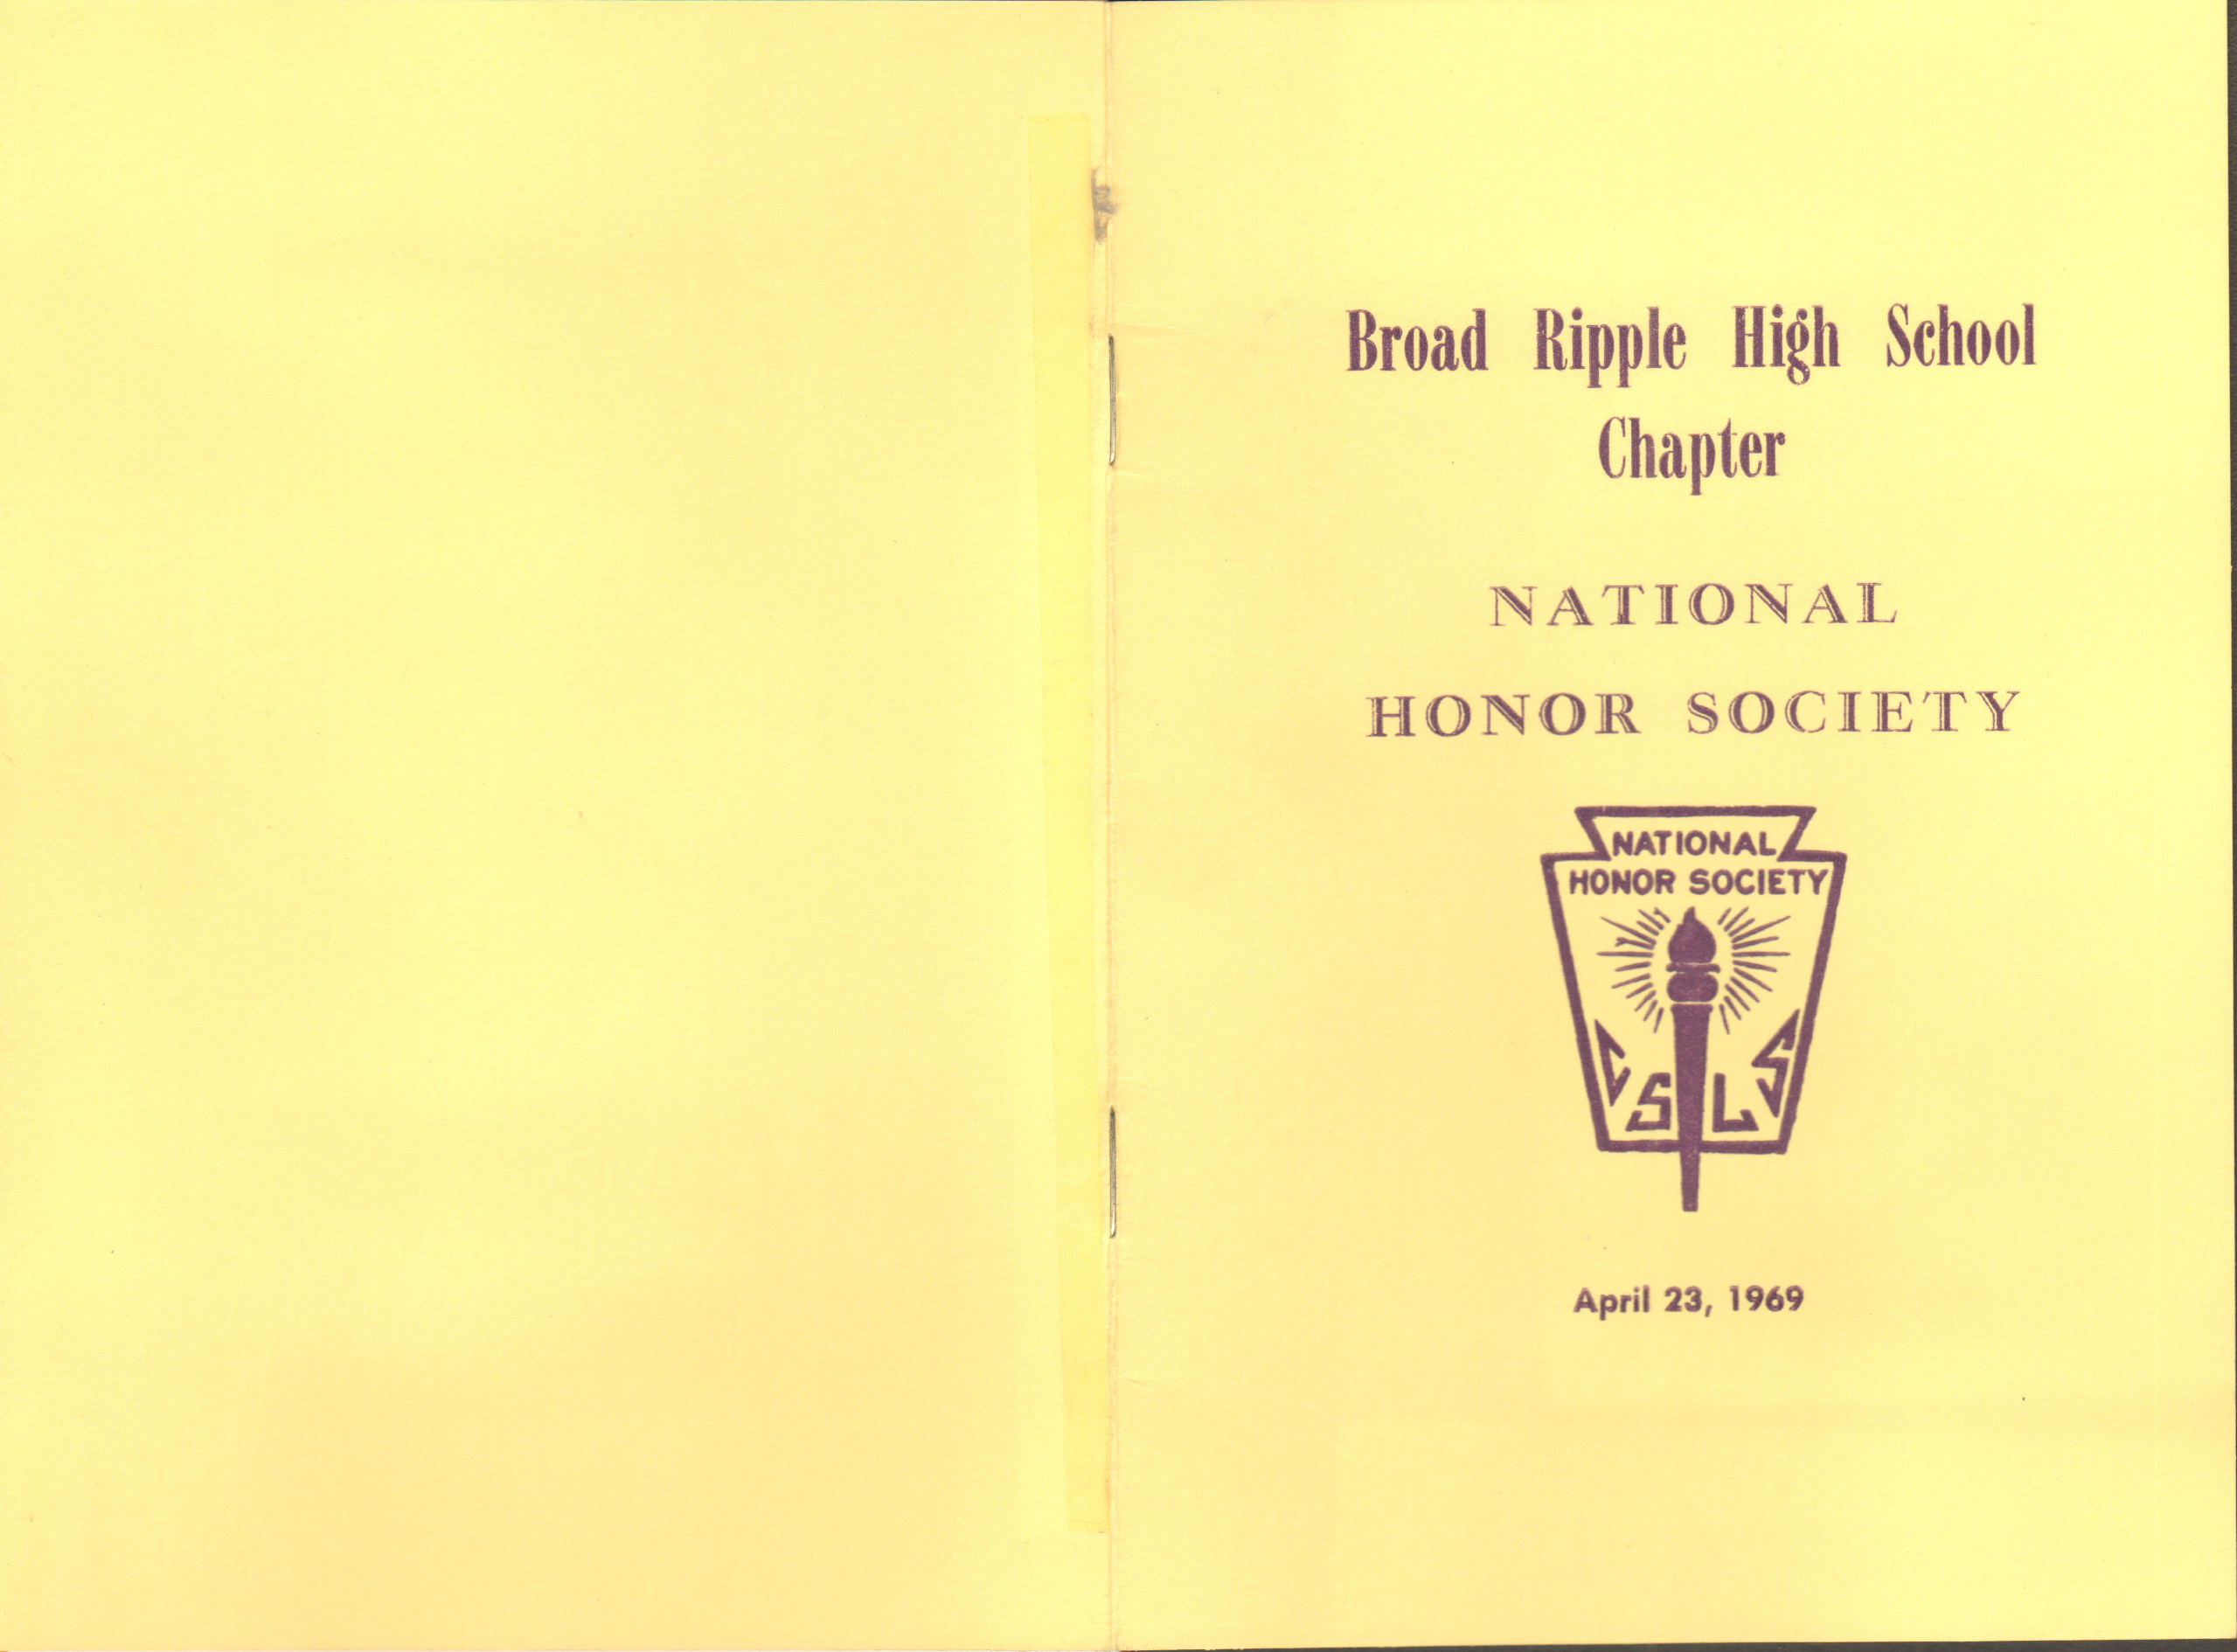 Broad Ripple High School
Chapter
NATIONAL
HONOR SOCIETY
NATIONAL
HONOR SOCIETY
C S L S
April 23, 1969